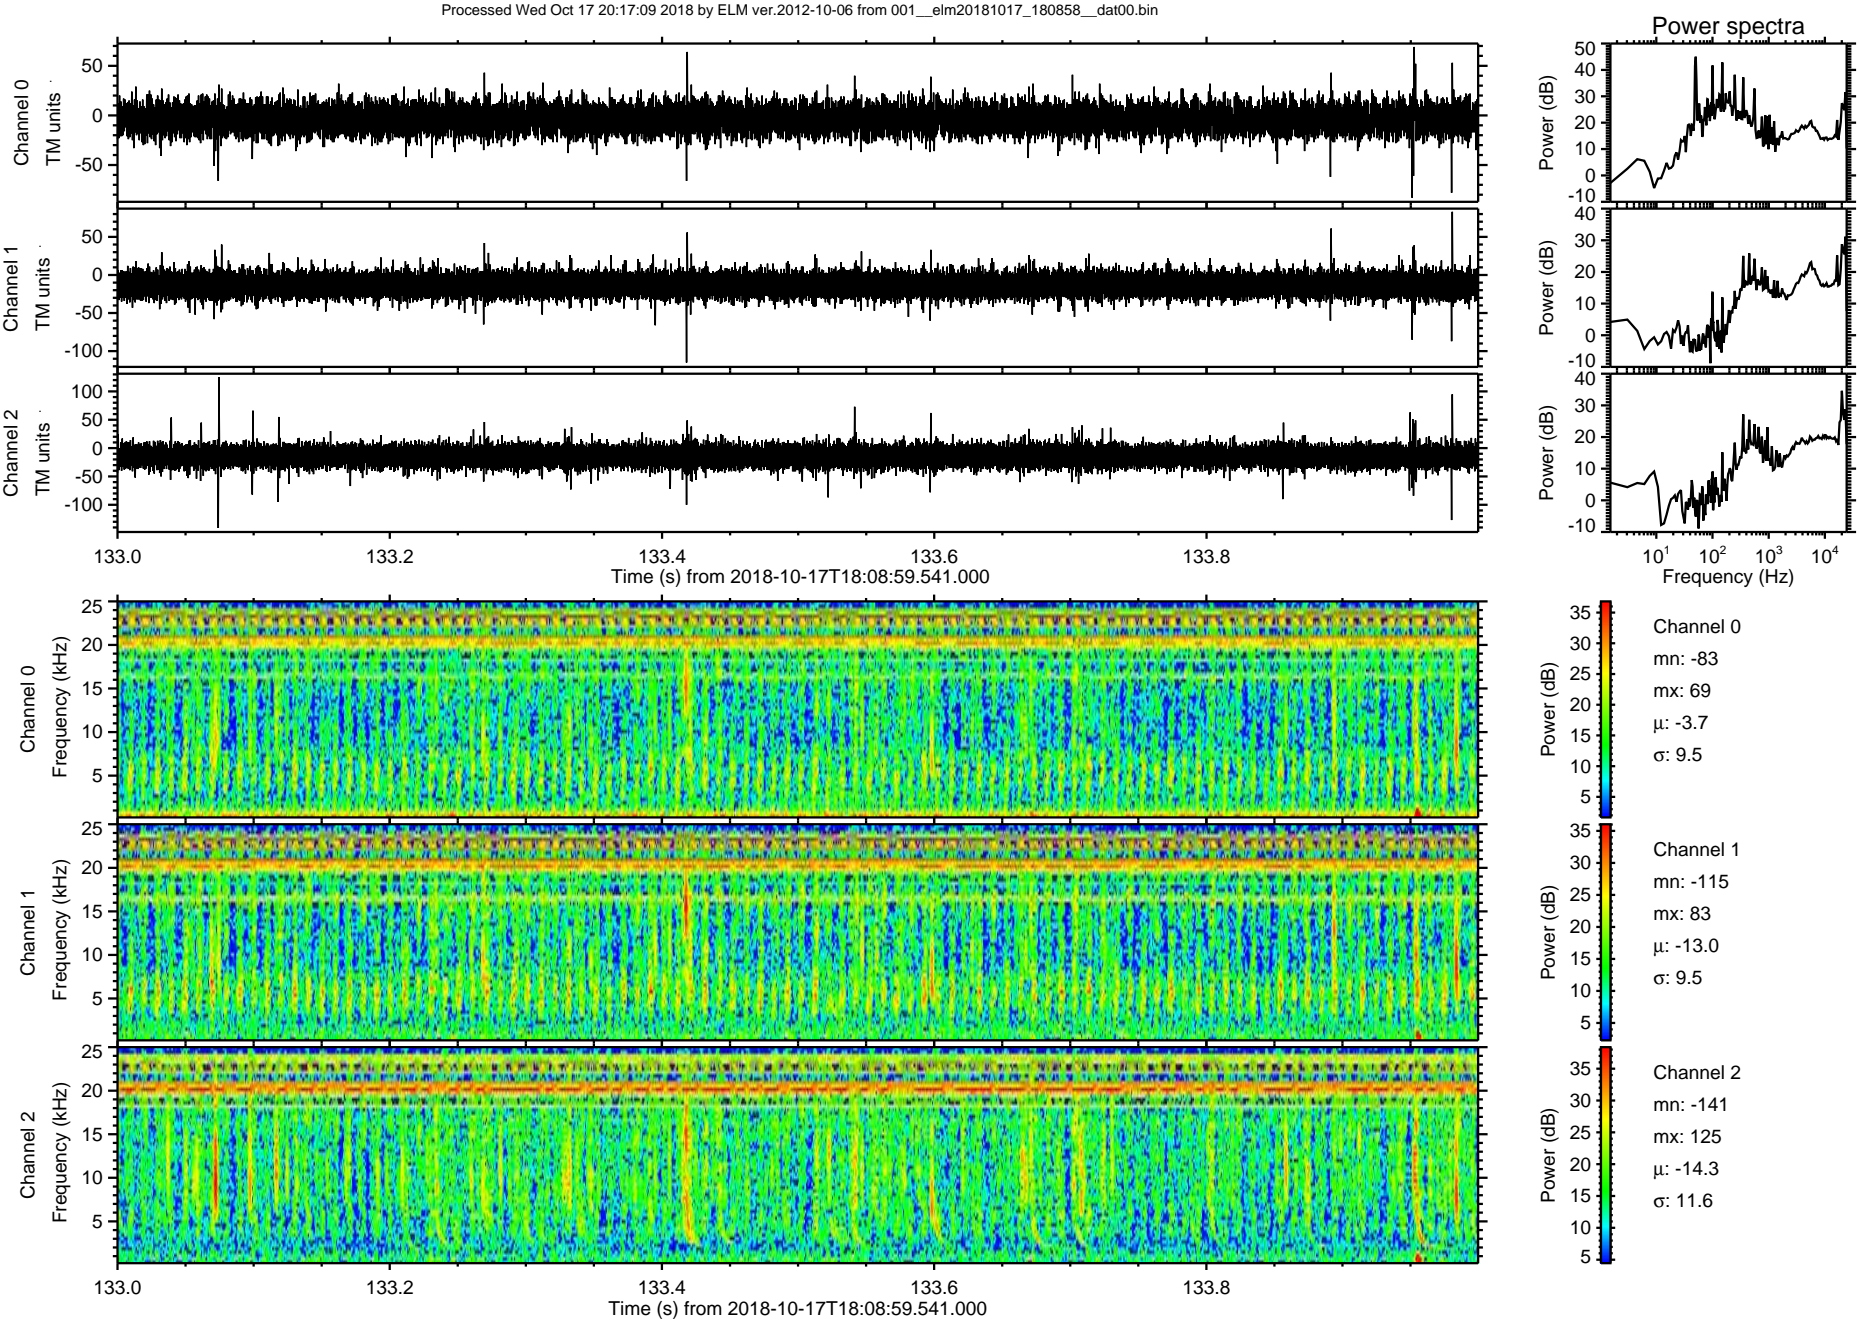 Processed Wed Oct 17 20:17:09 2018 by ELM ver.2012-10-06 from 001__elm20181017_180858__dat00.bin
Power spectra
Channel 0
TM units
50
0
-50
Power (dB)
50
40
30
20
10
0
-10
Channel 1
TM units
50
0
-50
-100
Power (dB)
40
30
20
10
0
-10
Channel 2
TM units
100
50
0
-50
-100
Power (dB)
40
30
20
10
0
-10
133.0 133.2 133.4 133.6 133.8
Time (s) from 2018-10-17T18:08:59.541.000
10¹ 10² 10³ 10⁴
Frequency (Hz)
Channel 0
Frequency (kHz)
25
20
15
10
5
Power (dB)
35
30
25
20
15
10
5
Channel 0
mn: -83
mx: 69
μ: -3.7
σ: 9.5
Channel 1
Frequency (kHz)
25
20
15
10
5
Power (dB)
35
30
25
20
15
10
5
Channel 1
mn: -115
mx: 83
μ: -13.0
σ: 9.5
Channel 2
Frequency (kHz)
25
20
15
10
5
Power (dB)
35
30
25
20
15
10
5
Channel 2
mn: -141
mx: 125
μ: -14.3
σ: 11.6
133.0 133.2 133.4 133.6 133.8
Time (s) from 2018-10-17T18:08:59.541.000